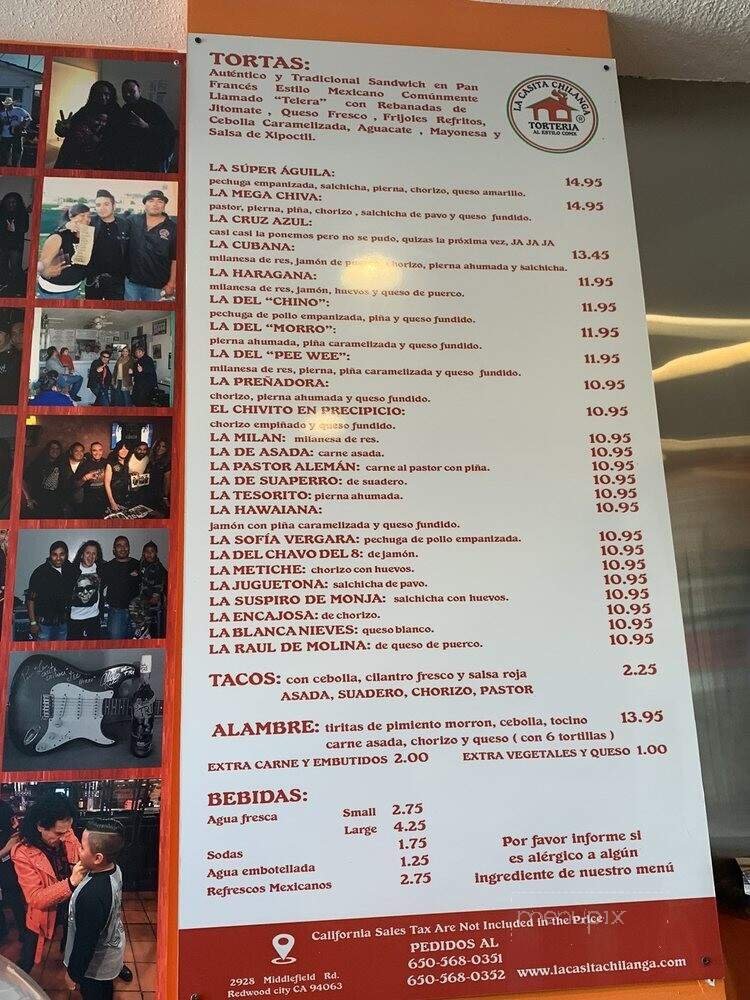 TORTAS:
Auténtico y Tradicional Sandwich en Pan
Francés Estilo Mexicano Comúnmente
Llamado "Telera" con Rebanadas de
Jitomate , Queso Fresco , Frijoles Refritos,
Cebolla Caramelizada, Aguacate , Mayonesa y
Salsa de Xipoctli.
LA CASITA CHILANGA
TORTERIA
AL ESTILO CDMX
®
LA SÚPER ÁGUILA:
pechuga empanizada, salchicha, pierna, chorizo, queso amarillo. 14.95
LA MEGA CHIVA:
pastor, pierna, piña, chorizo , salchicha de pavo y queso fundido. 14.95
LA CRUZ AZUL:
casi casi la ponemos pero no se pudo, quizas la próxima vez, JA JA JA
LA CUBANA: 13.45
milanesa de res, jamón de chorizo, pierna ahumada y salchicha.
LA HARAGANA: 11.95
milanesa de res, jamón, huevos y queso de puerco.
LA DEL "CHINO": 11.95
pechuga de pollo empanizada, piña y queso fundido.
LA DEL "MORRO": 11.95
pierna ahumada, piña caramelizada y queso fundido.
LA DEL "PEE WEE": 11.95
milanesa de res, pierna, piña caramelizada y queso fundido.
LA PREÑADORA: 10.95
chorizo, pierna ahumada y queso fundido.
EL CHIVITO EN PRECIPICIO: 10.95
chorizo empiñado y queso fundido.
LA MILAN: milanesa de res. 10.95
LA DE ASADA: carne asada. 10.95
LA PASTOR ALEMÁN: carne al pastor con piña. 10.95
LA DE SUAPERRO: de suadero. 10.95
LA TESORITO: pierna ahumada. 10.95
LA HAWAIANA: 10.95
jamón con piña caramelizada y queso fundido.
LA SOFÍA VERGARA: pechuga de pollo empanizada. 10.95
LA DEL CHAVO DEL 8: de jamón. 10.95
LA METICHE: chorizo con huevos. 10.95
LA JUGUETONA: salchicha de pavo. 10.95
LA SUSPIRO DE MONJA: salchicha con huevos. 10.95
LA ENCAJOSA: de chorizo. 10.95
LA BLANCA NIEVES: queso blanco. 10.95
LA RAUL DE MOLINA: de queso de puerco. 10.95
TACOS: con cebolla, cilantro fresco y salsa roja 2.25
ASADA, SUADERO, CHORIZO, PASTOR
ALAMBRE: tiritas de pimiento morron, cebolla, tocino 13.95
carne asada, chorizo y queso ( con 6 tortillas )
EXTRA CARNE Y EMBUTIDOS 2.00 EXTRA VEGETALES Y QUESO 1.00
BEBIDAS:
Agua fresca Small 2.75
Large 4.25
Sodas 1.75
Agua embotellada 1.25
Refrescos Mexicanos 2.75
Por favor informe si
es alérgico a algún
ingrediente de nuestro menú
menupix
California Sales Tax Are Not Included in the Price
PEDIDOS AL
650-568-0351
650-568-0352 www.lacasitachilanga.com
2928 Middlefield Rd.
Redwood city CA 94063